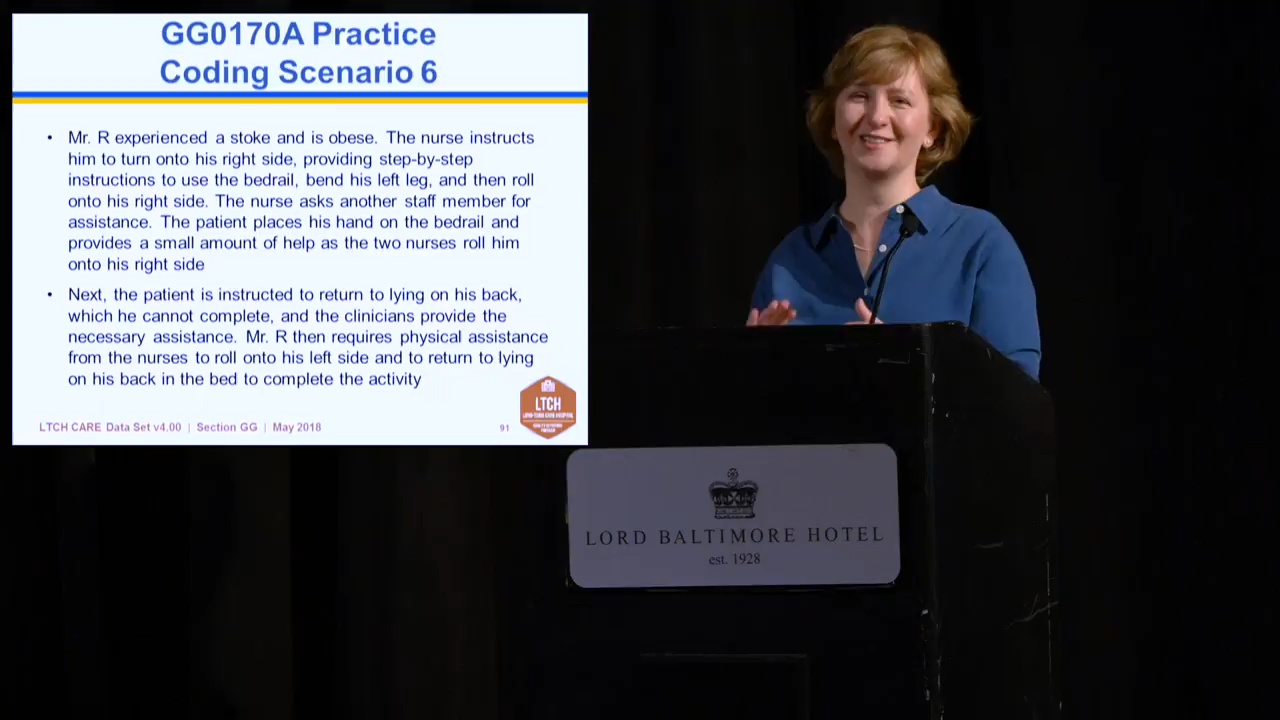 GG0170A Practice
Coding Scenario 6
• Mr. R experienced a stoke and is obese. The nurse instructs
him to turn onto his right side, providing step-by-step
instructions to use the bedrail, bend his left leg, and then roll
onto his right side. The nurse asks another staff member for
assistance. The patient places his hand on the bedrail and
provides a small amount of help as the two nurses roll him
onto his right side
• Next, the patient is instructed to return to lying on his back,
which he cannot complete, and the clinicians provide the
necessary assistance. Mr. R then requires physical assistance
from the nurses to roll onto his left side and to return to lying
on his back in the bed to complete the activity
LTCH
LTCH CARE Data Set v4.00 | Section GG | May 2018
91
LORD BALTIMORE HOTEL
est. 1928